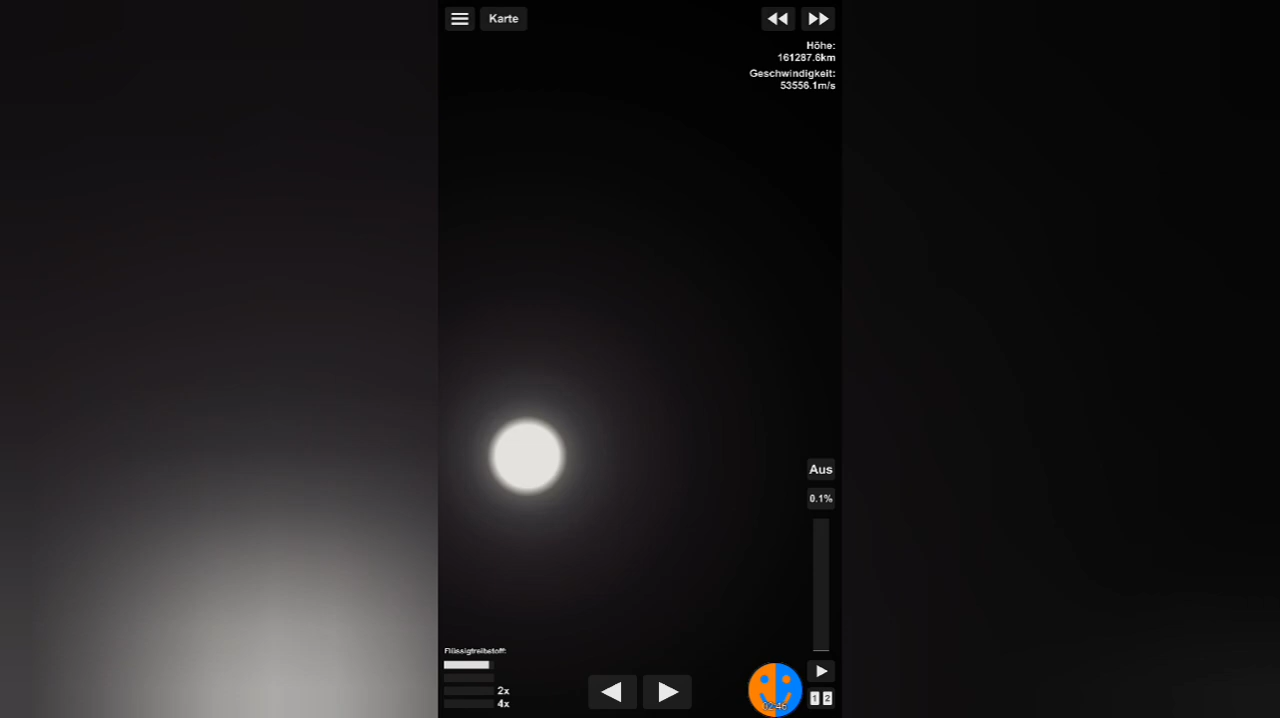 Karte
Höhe:
161287.6km
Geschwindigkeit:
53556.1m/s
Aus
0.1%
Flüssigtreibstoff:
2x
4x
1 2